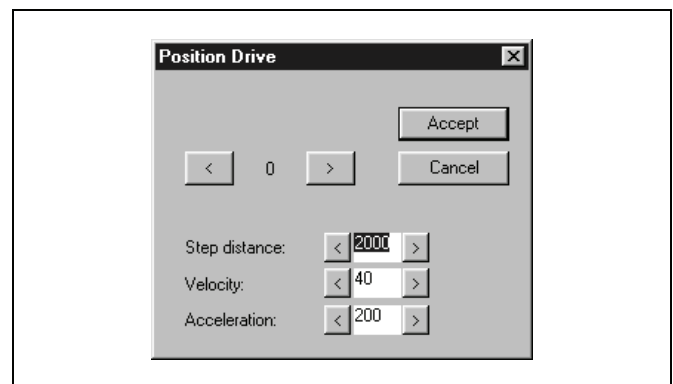 Position Drive
Accept
< 0 > Cancel
Step distance: < 2000 >
Velocity: < 40 >
Acceleration: < 200 >